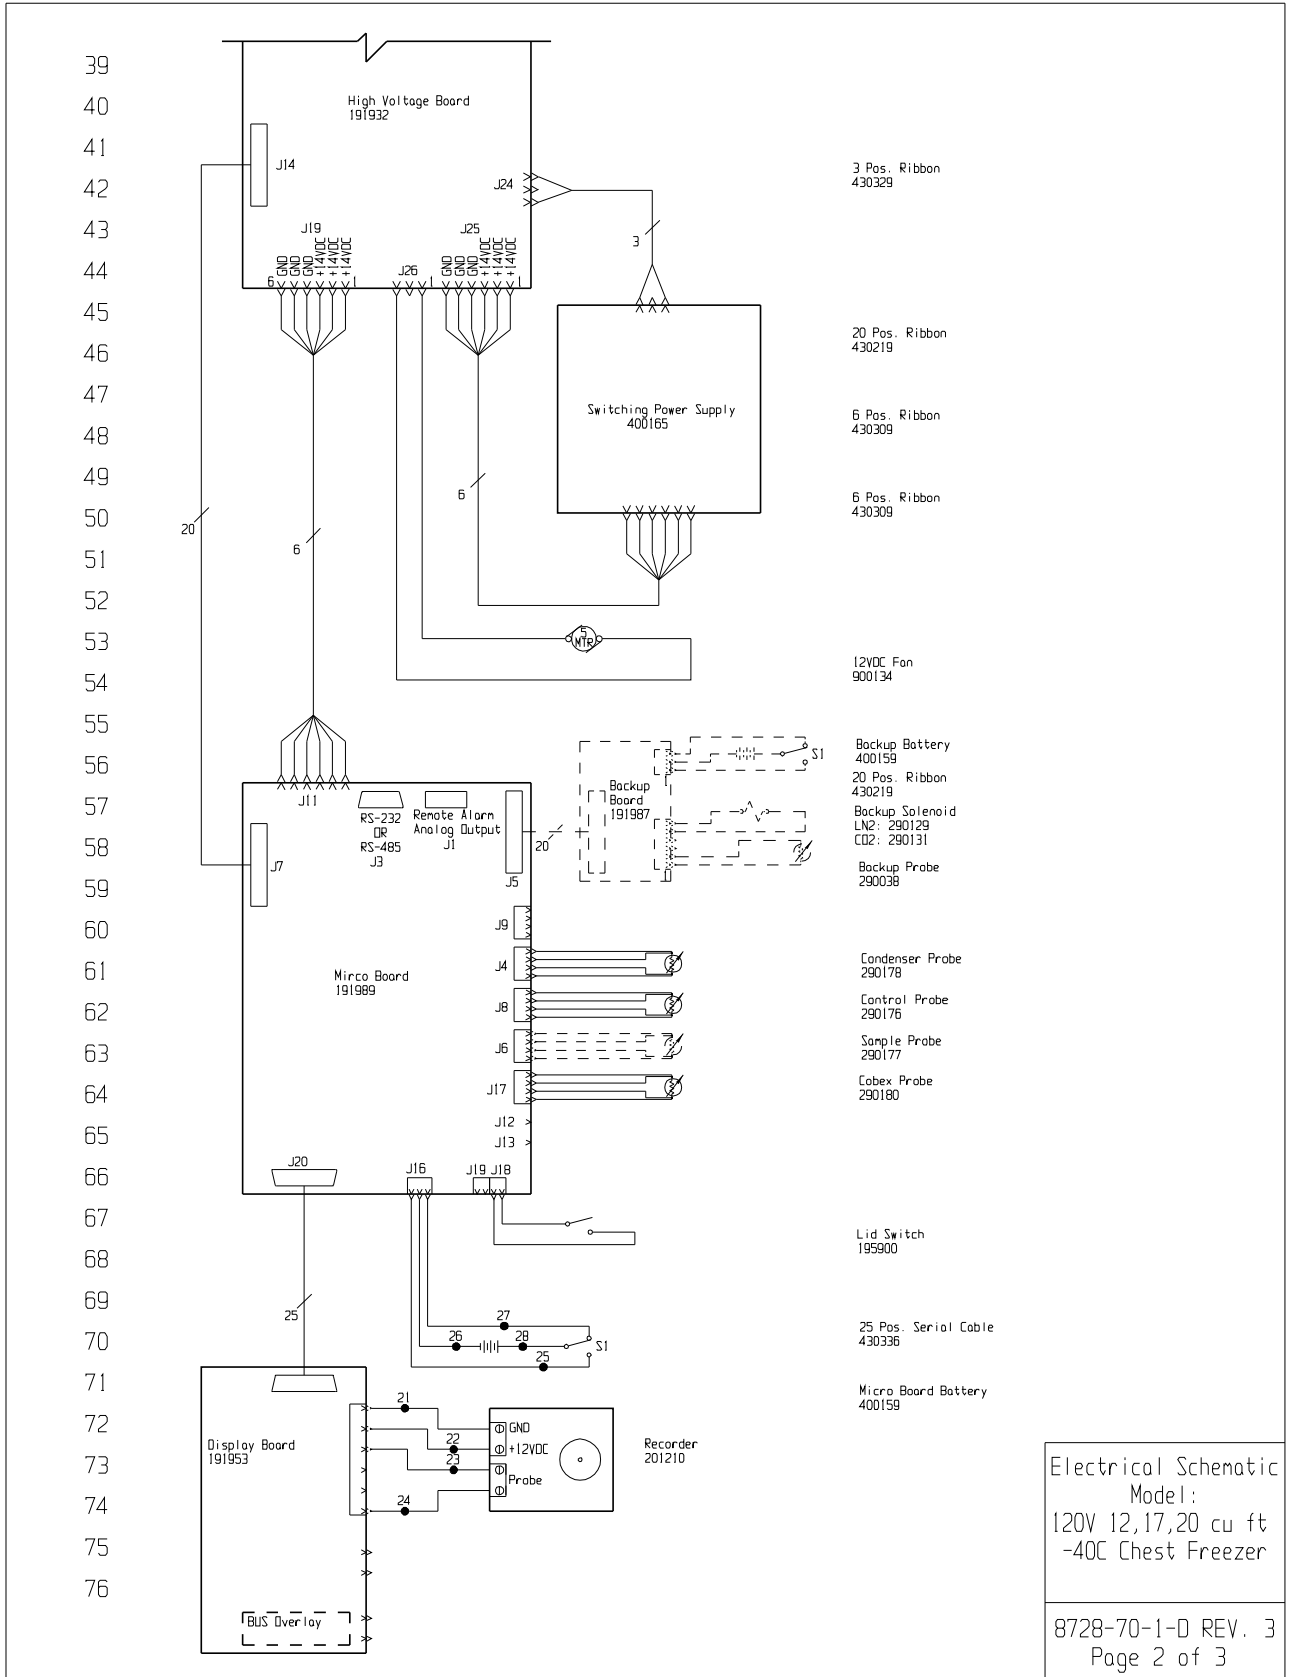 39
40
41
42
43
44
45
46
47
48
49
50
51
52
53
54
55
56
57
58
59
60
61
62
63
64
65
66
67
68
69
70
71
72
73
74
75
76
High Voltage Board
191932
J14
J24
J19
GND
GND
GND
+14VDC
+14VDC
+14VDC
6
1
J26
1
J25
GND
GND
GND
+14VDC
+14VDC
+14VDC
1
3
3 Pos. Ribbon
430329
Switching Power Supply
400165
20 Pos. Ribbon
430219
6 Pos. Ribbon
430309
6 Pos. Ribbon
430309
20
6
6
5
MTR
12VDC Fan
900134
J11
RS-232
OR
RS-485
J3
Remote Alarm
Analog Output
J1
J5
J7
20
Backup
Board
191987
1
1
S1
Backup Battery
400159
20 Pos. Ribbon
430219
Backup Solenoid
LN2: 290129
CO2: 290131
Backup Probe
290038
Mirco Board
191989
J9
J4
J8
J6
J17
J12
J13
Condenser Probe
290178
Control Probe
290176
Sample Probe
290177
Cobex Probe
290180
J20
J16
J19
J18
Lid Switch
195900
25
27
26
28
25
S1
25 Pos. Serial Cable
430336
Micro Board Battery
400159
Display Board
191953
21
22
23
24
GND
+12VDC
Probe
Recorder
201210
BUS Overlay
Electrical Schematic
Model:
120V 12,17,20 cu ft
-40C Chest Freezer
8728-70-1-D REV. 3
Page 2 of 3